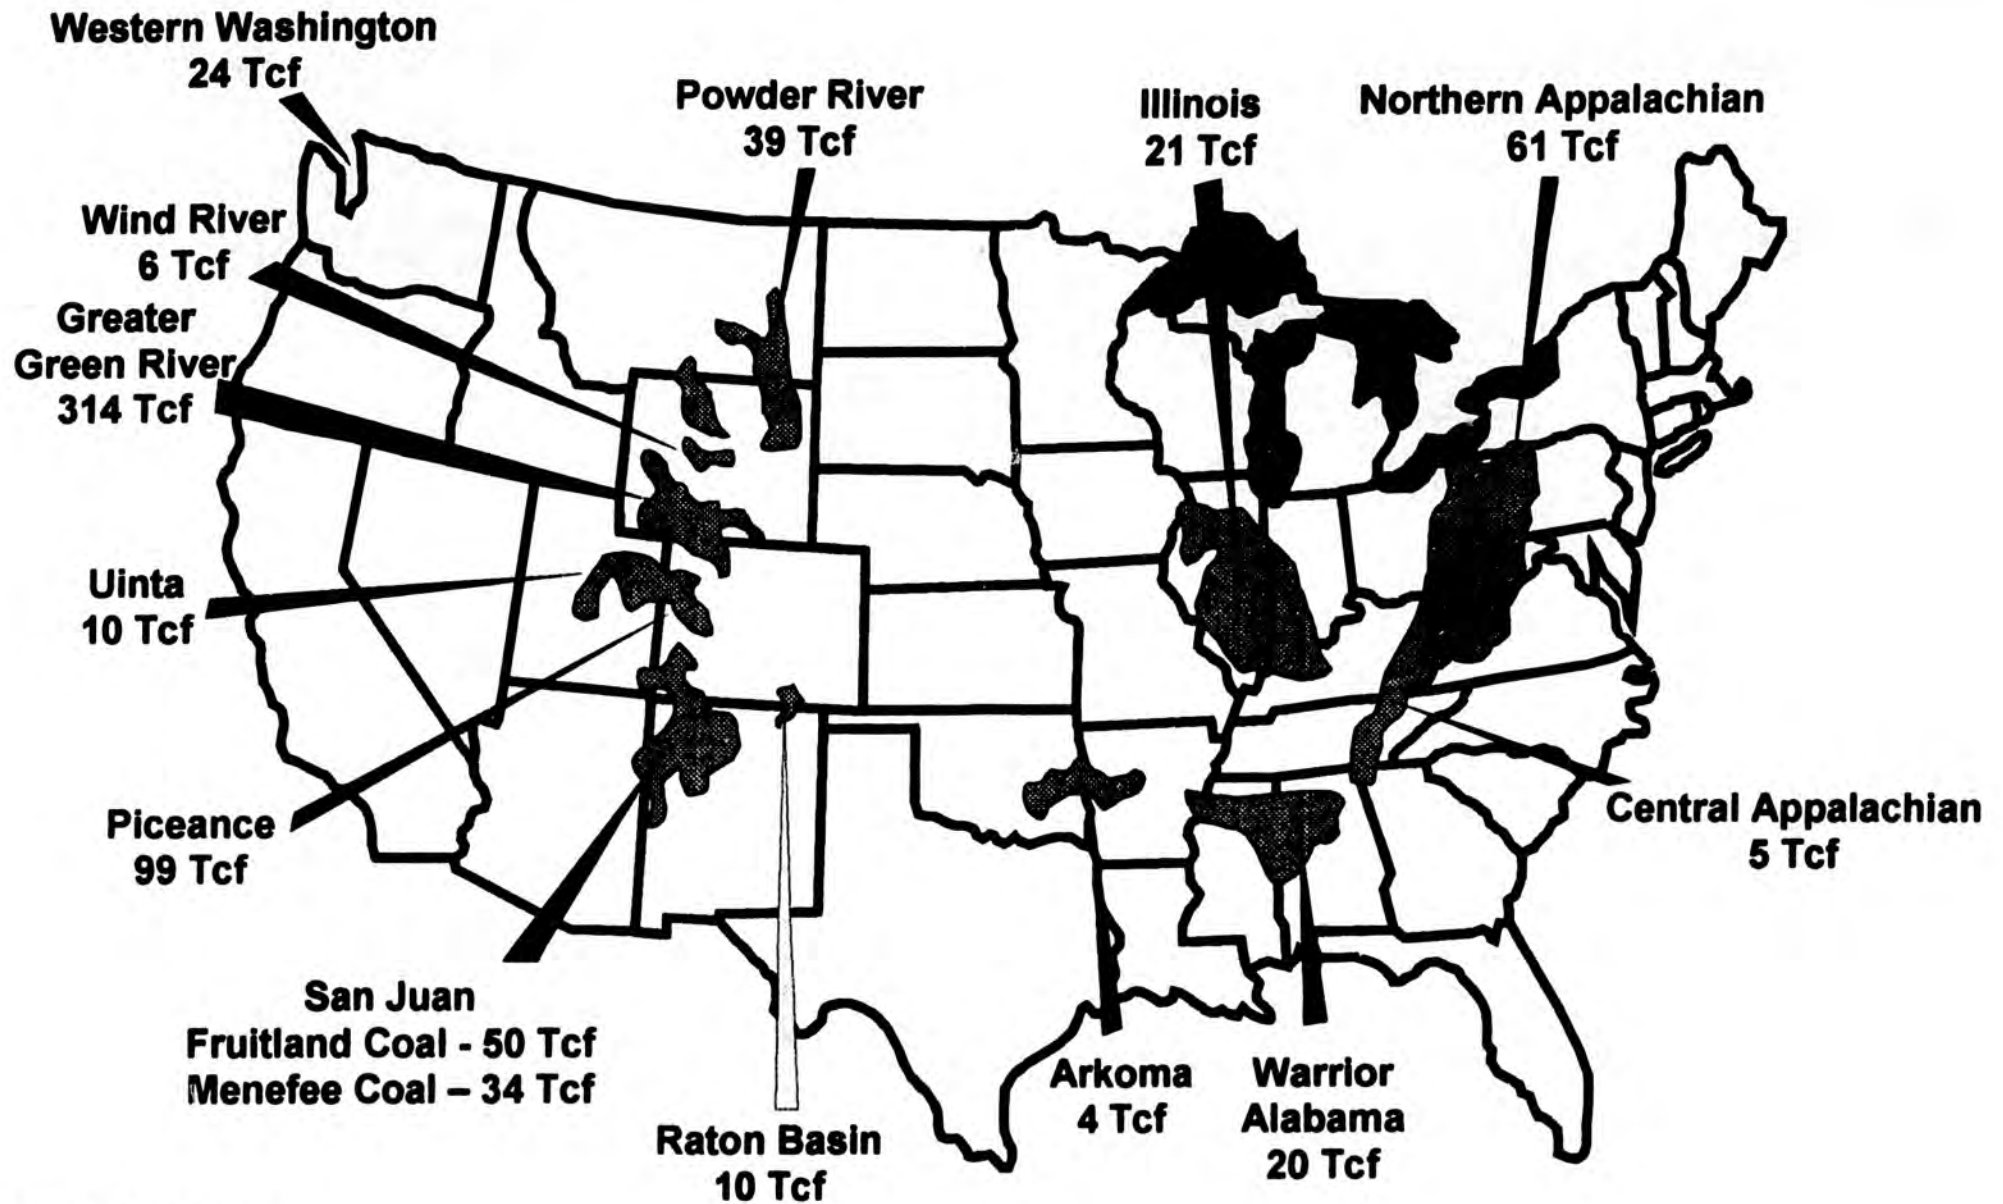 Western Washington
24 Tcf
Powder River
39 Tcf
Illinois
21 Tcf
Northern Appalachian
61 Tcf
Wind River
6 Tcf
Greater
Green River
314 Tcf
Uinta
10 Tcf
Piceance
99 Tcf
Central Appalachian
5 Tcf
San Juan
Fruitland Coal - 50 Tcf
Menefee Coal – 34 Tcf
Raton Basin
10 Tcf
Arkoma
4 Tcf
Warrior
Alabama
20 Tcf